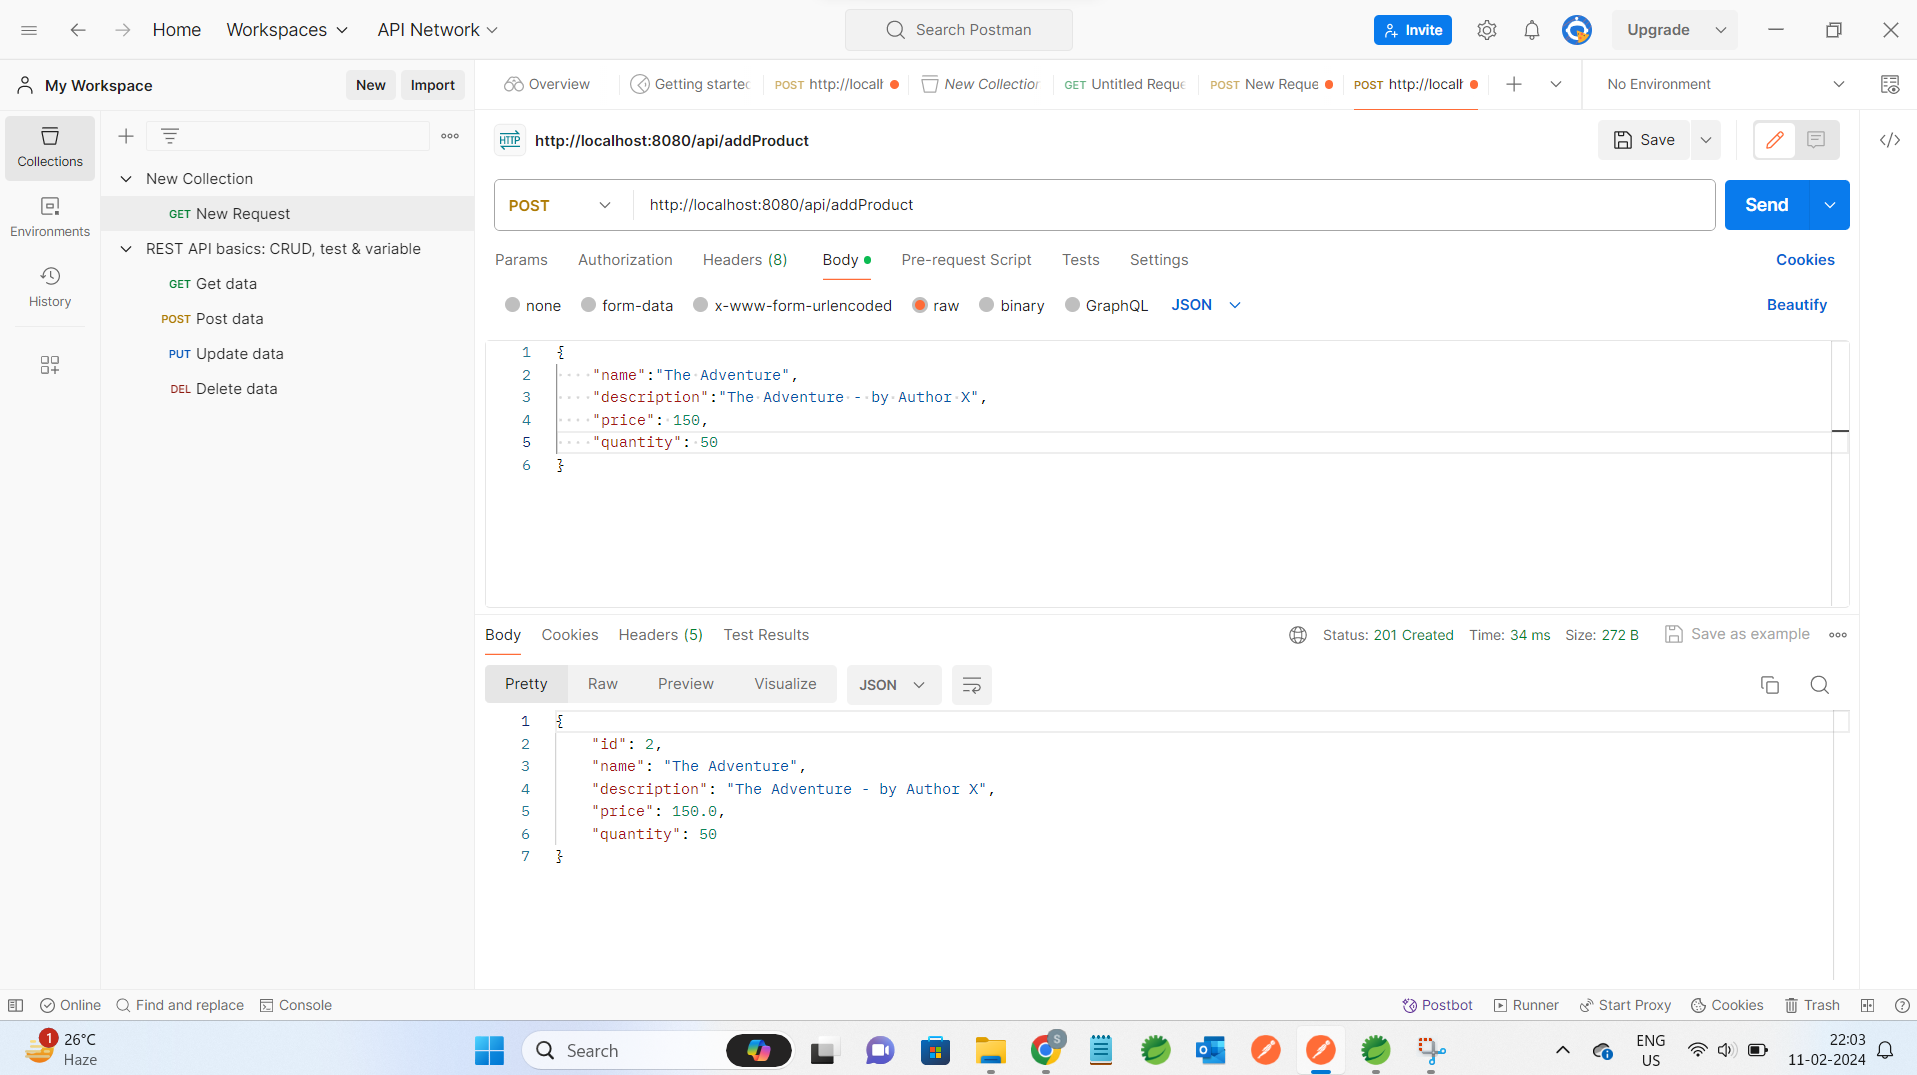 Home Workspaces API Network Search Postman Invite Upgrade
My Workspace New Import Overview Getting startec POST http://localh New Collection GET Untitled Reque POST New Reque POST http://localh No Environment
Collections
Environments
History
New Collection
GET New Request
REST API basics: CRUD, test & variable
GET Get data
POST Post data
PUT Update data
DEL Delete data
HTTP http://localhost:8080/api/addProduct Save
POST http://localhost:8080/api/addProduct Send
Params Authorization Headers (8) Body Pre-request Script Tests Settings Cookies
none form-data x-www-form-urlencoded raw binary GraphQL JSON Beautify
1 {
2 "name":"The Adventure",
3 "description":"The Adventure - by Author X",
4 "price": 150,
5 "quantity": 50
6 }
Body Cookies Headers (5) Test Results Status: 201 Created Time: 34 ms Size: 272 B Save as example
Pretty Raw Preview Visualize JSON
1 {
2 "id": 2,
3 "name": "The Adventure",
4 "description": "The Adventure - by Author X",
5 "price": 150.0,
6 "quantity": 50
7 }
Online Find and replace Console Postbot Runner Start Proxy Cookies Trash
1 26°C
Haze
Search
S
ENG
US
22:03
11-02-2024